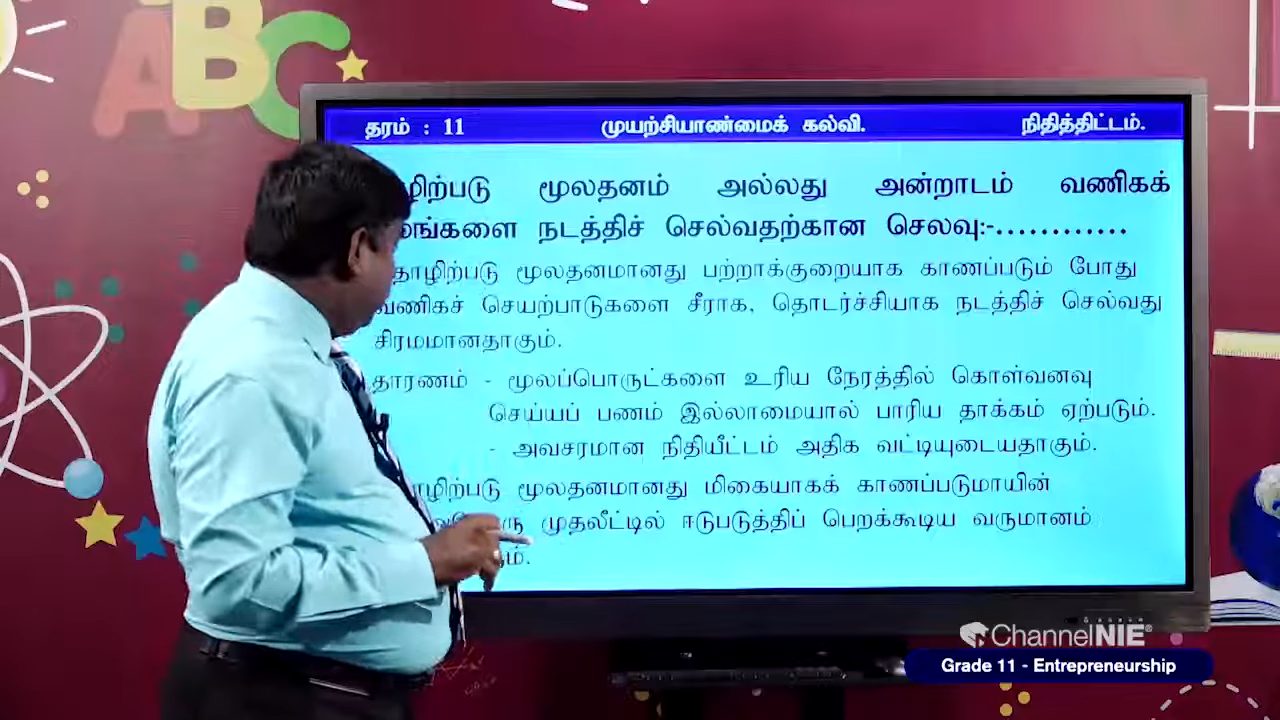 ABC
தரம் : 11 முயற்சியாண்மைக் கல்வி. நிதித்திட்டம்.
மூலதனம் அல்லது அன்றாடம் வணிகக்
நடத்திச் செல்வதற்கான செலவு:-............
மூலதனமானது பற்றாக்குறையாக காணப்படும் போது
வணிகச் செயற்பாடுகளை சீராக, தொடர்ச்சியாக நடத்திச் செல்வது
சிரமமானதாகும்.
- மூலப்பொருட்களை உரிய நேரத்தில் கொள்வனவு
செய்யப் பணம் இல்லாமையால் பாரிய தாக்கம் ஏற்படும்.
- அவசரமான நிதியீட்டம் அதிக வட்டியுடையதாகும்.
மூலதனமானது மிகையாகக் காணப்படுமாயின்
முதலீட்டில் ஈடுபடுத்திப் பெறக்கூடிய வருமானம்
ChannelNIE
Grade 11 - Entrepreneurship